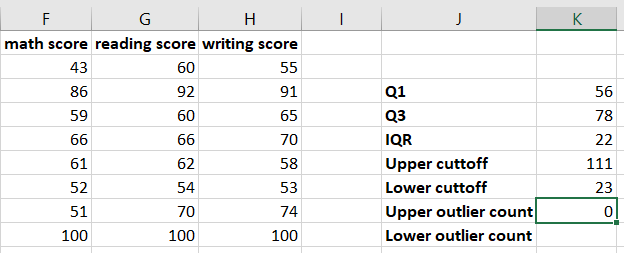 F G H I J K
math score reading score writing score
43 60 55
86 92 91 Q1 56
59 60 65 Q3 78
66 66 70 IQR 22
61 62 58 Upper cuttoff 111
52 54 53 Lower cuttoff 23
51 70 74 Upper outlier count 0
100 100 100 Lower outlier count